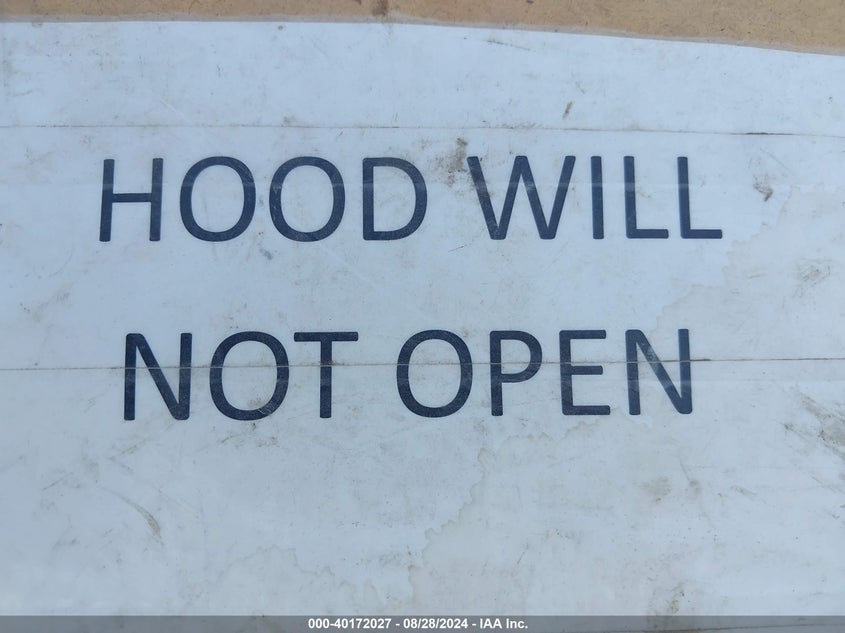 HOOD WILL
NOT OPEN
000-40172027 - 08/28/2024 - IAA Inc.